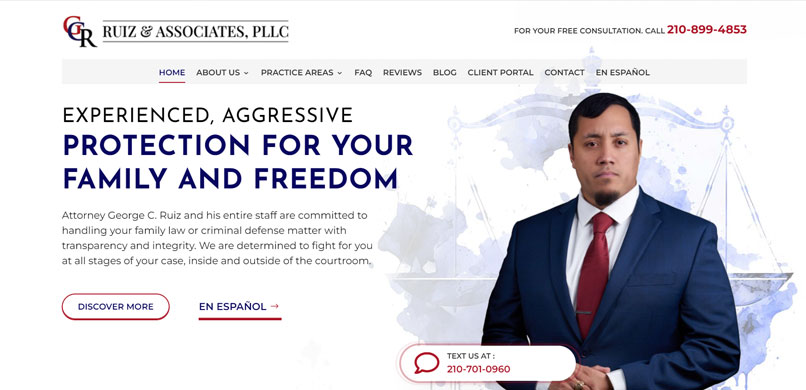 GCR RUIZ & ASSOCIATES, PLLC
FOR YOUR FREE CONSULTATION. CALL 210-899-4853
HOME ABOUT US PRACTICE AREAS FAQ REVIEWS BLOG CLIENT PORTAL CONTACT EN ESPAÑOL
EXPERIENCED, AGGRESSIVE
PROTECTION FOR YOUR
FAMILY AND FREEDOM
Attorney George C. Ruiz and his entire staff are committed to
handling your family law or criminal defense matter with
transparency and integrity. We are determined to fight for you
at all stages of your case, inside and outside of the courtroom.
DISCOVER MORE EN ESPAÑOL →
TEXT US AT :
210-701-0960